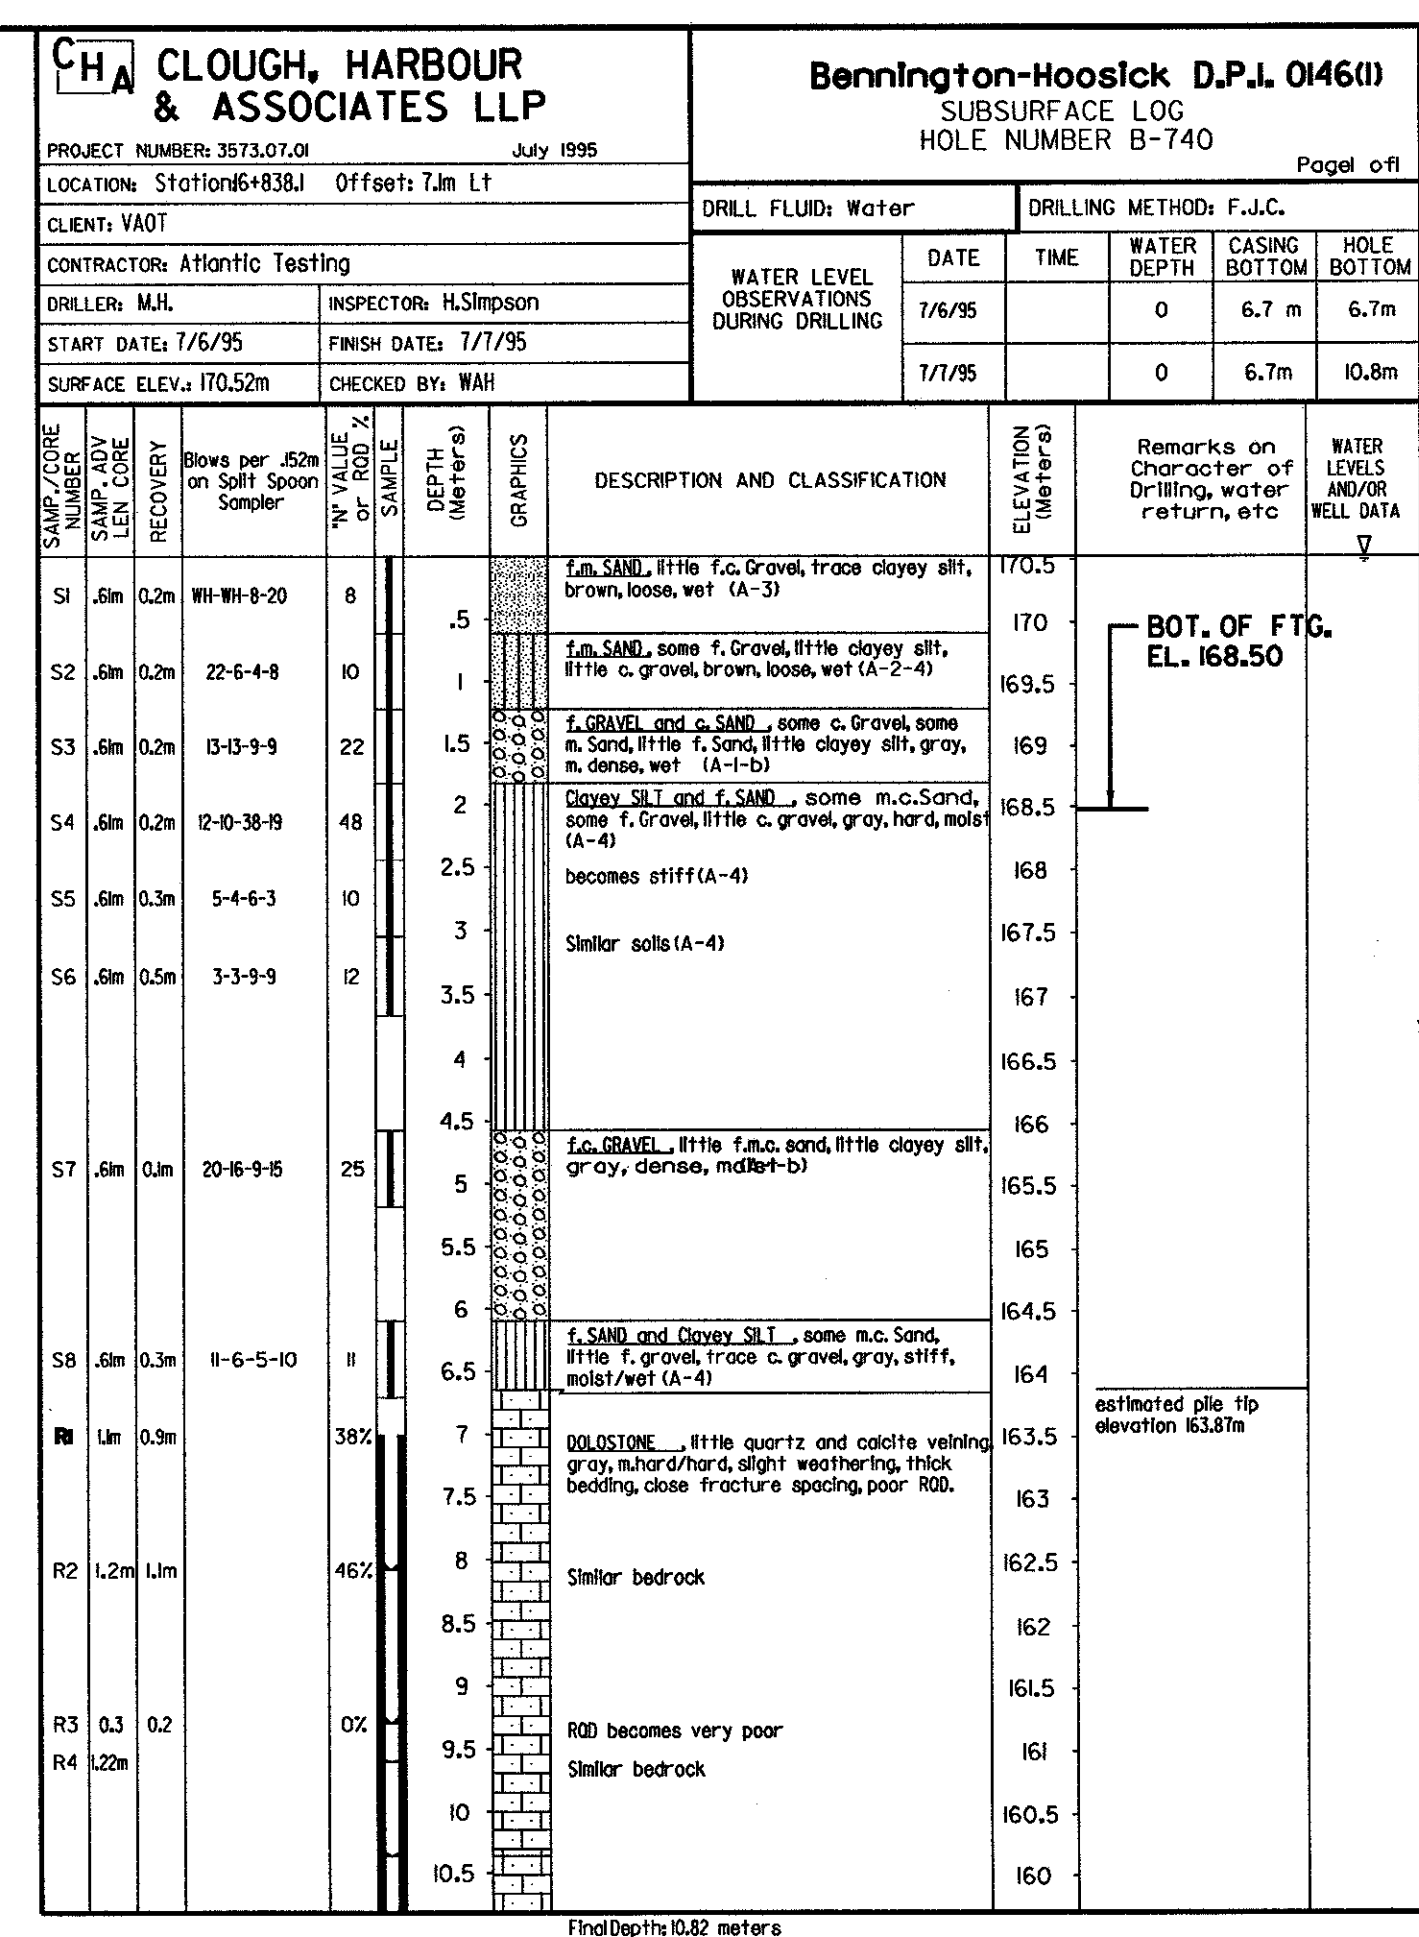 CHA CLOUGH, HARBOUR
& ASSOCIATES LLP
PROJECT NUMBER: 3573.07.01 July 1995
LOCATION: Station16+838.1 Offset: 7.1m Lt
CLIENT: VAOT
CONTRACTOR: Atlantic Testing
DRILLER: M.H. INSPECTOR: H.Simpson
START DATE: 7/6/95 FINISH DATE: 7/7/95
SURFACE ELEV.: 170.52m CHECKED BY: WAH
Bennington-Hoosick D.P.I. 0146(1)
SUBSURFACE LOG
HOLE NUMBER B-740
Page1 of1
DRILL FLUID: Water DRILLING METHOD: F.J.C.
WATER LEVEL
OBSERVATIONS
DURING DRILLING
DATE TIME WATER DEPTH CASING BOTTOM HOLE BOTTOM
7/6/95 0 6.7 m 6.7m
7/7/95 0 6.7m 10.8m
SAMP./CORE NUMBER
SAMP. ADV LEN CORE
RECOVERY
Blows per .152m
on Split Spoon
Sampler
"N" VALUE or RQD %
SAMPLE
DEPTH (Meters)
GRAPHICS
DESCRIPTION AND CLASSIFICATION
ELEVATION (Meters)
Remarks on
Character of
Drilling, water
return, etc
WATER
LEVELS
AND/OR
WELL DATA
S1 .61m 0.2m WH-WH-8-20 8
S2 .61m 0.2m 22-6-4-8 10
S3 .61m 0.2m 13-13-9-9 22
S4 .61m 0.2m 12-10-38-19 48
S5 .61m 0.3m 5-4-6-3 10
S6 .61m 0.5m 3-3-9-9 12
S7 .61m 0.1m 20-16-9-15 25
S8 .61m 0.3m 11-6-5-10 11
R1 1.1m 0.9m 38%
R2 1.2m 1.1m 46%
R3 0.3 0.2 0%
R4 1.22m
.5
1
1.5
2
2.5
3
3.5
4
4.5
5
5.5
6
6.5
7
7.5
8
8.5
9
9.5
10
10.5
f.m. SAND, little f.c. Gravel, trace clayey silt,
brown, loose, wet (A-3)
f.m. SAND, some f. Gravel, little clayey silt,
little c. gravel, brown, loose, wet (A-2-4)
f. GRAVEL and c. SAND, some c. Gravel, some
m. Sand, little f. Sand, little clayey silt, gray,
m. dense, wet (A-1-b)
Clayey SILT and f. SAND, some m.c.Sand,
some f. Gravel, little c. gravel, gray, hard, moist
(A-4)
becomes stiff(A-4)
Similar soils(A-4)
f.c. GRAVEL, little f.m.c. sand, little clayey silt,
gray, dense, -b)
f. SAND and Clayey SILT, some m.c. Sand,
little f. gravel, trace c. gravel, gray, stiff,
moist/wet (A-4)
DOLOSTONE, little quartz and calcite veining,
gray, m.hard/hard, slight weathering, thick
bedding, close fracture spacing, poor RQD.
Similar bedrock
RQD becomes very poor
Similar bedrock
170.5
170
169.5
169
168.5
168
167.5
167
166.5
166
165.5
165
164.5
164
163.5
163
162.5
162
161.5
161
160.5
160
BOT. OF FTG.
EL. 168.50
estimated pile tip
elevation 163.87m
Final Depth: 10.82 meters